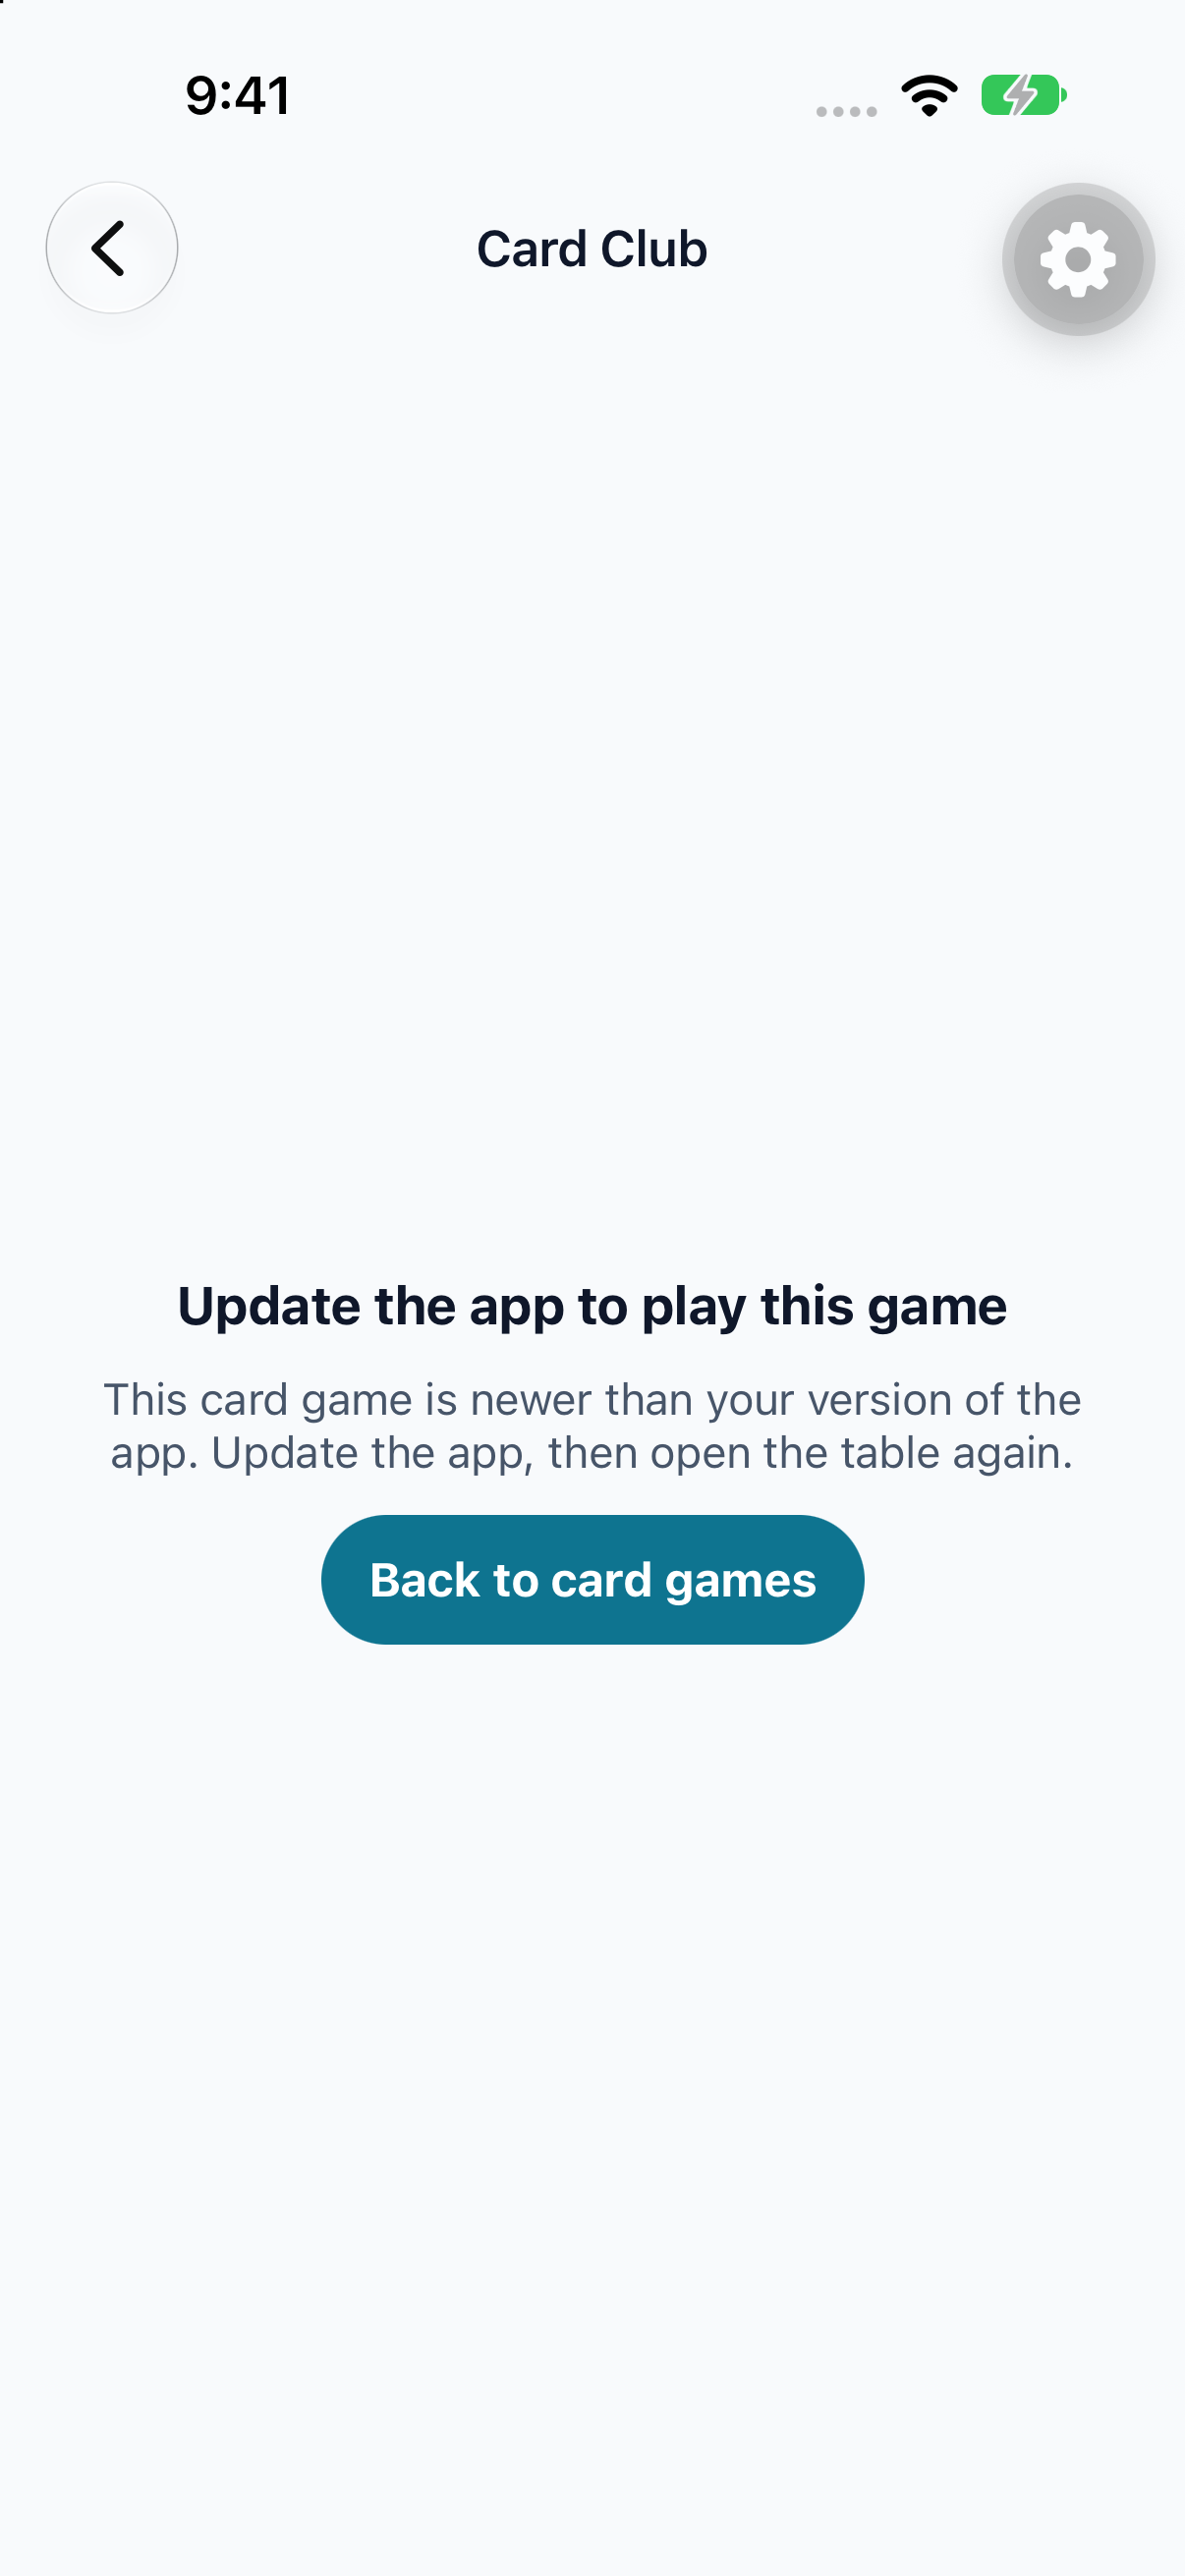 9:41
Card Club
Update the app to play this game
This card game is newer than your version of the
app. Update the app, then open the table again.
Back to card games